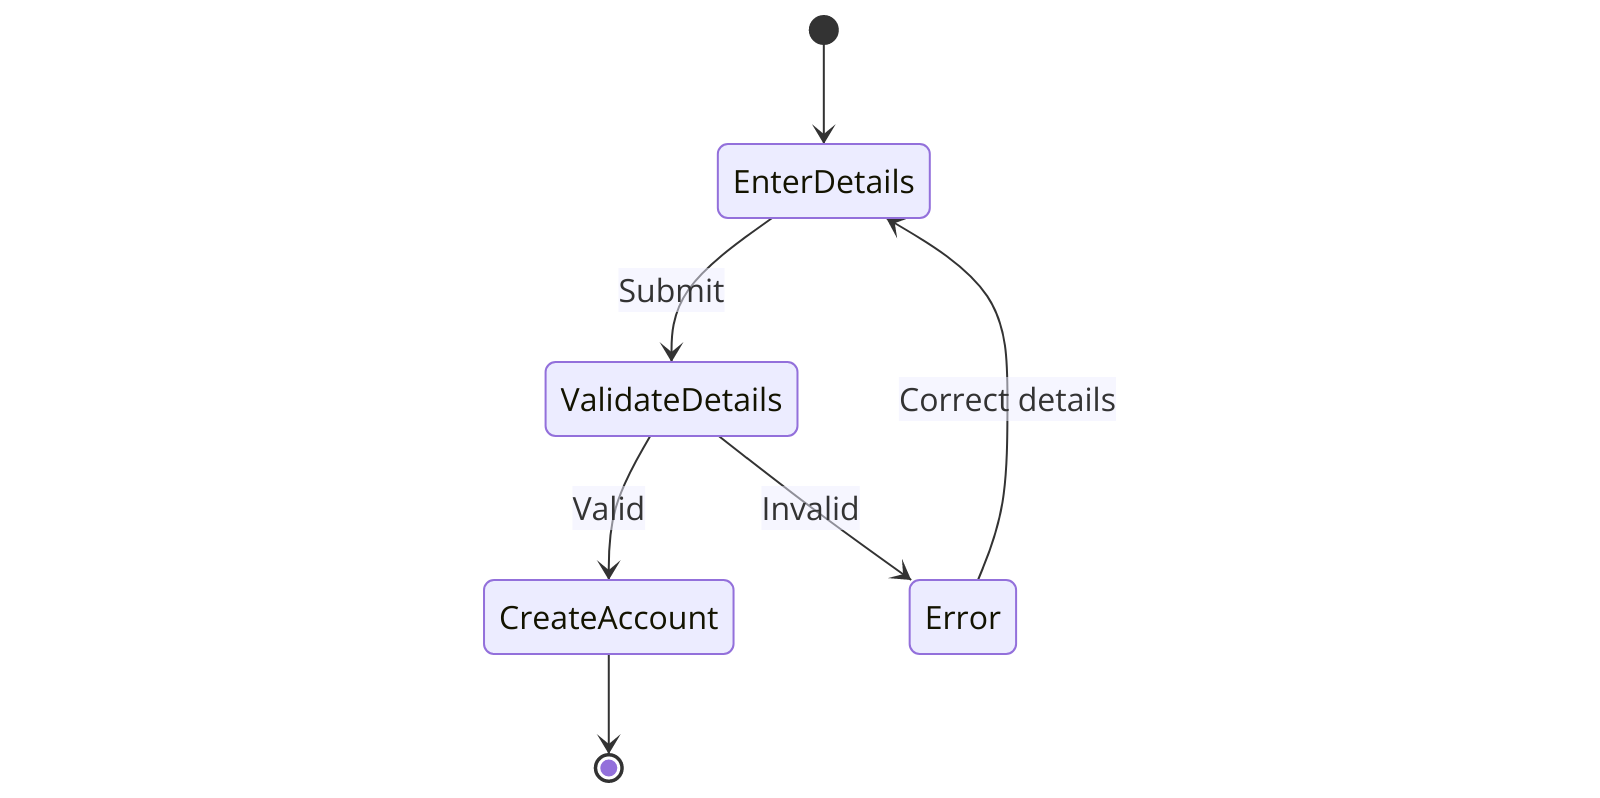 EnterDetails
Submit
ValidateDetails
Correct details
Valid
Invalid
CreateAccount
Error